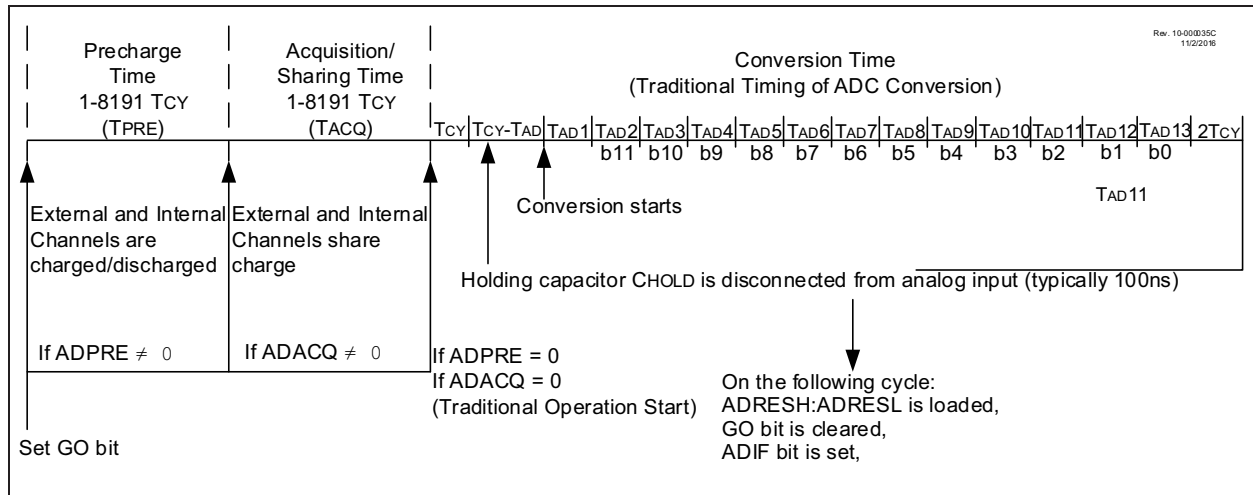 Rev. 10-000035C
11/2/2016
Precharge
Time
1-8191 TCY
(TPRE)
Acquisition/
Sharing Time
1-8191 TCY
(TACQ)
Conversion Time
(Traditional Timing of ADC Conversion)
TCY TCY-TAD TAD1 TAD2 TAD3 TAD4 TAD5 TAD6 TAD7 TAD8 TAD9 TAD10 TAD11 TAD12 TAD13 2TCY
b11 b10 b9 b8 b7 b6 b5 b4 b3 b2 b1 b0
TAD11
External and Internal
Channels are
charged/discharged
External and Internal
Channels share
charge
Conversion starts
Holding capacitor CHOLD is disconnected from analog input (typically 100ns)
If ADPRE ≠ 0
If ADACQ ≠ 0
If ADPRE = 0
If ADACQ = 0
(Traditional Operation Start)
On the following cycle:
ADRESH:ADRESL is loaded,
GO bit is cleared,
ADIF bit is set,
Set GO bit